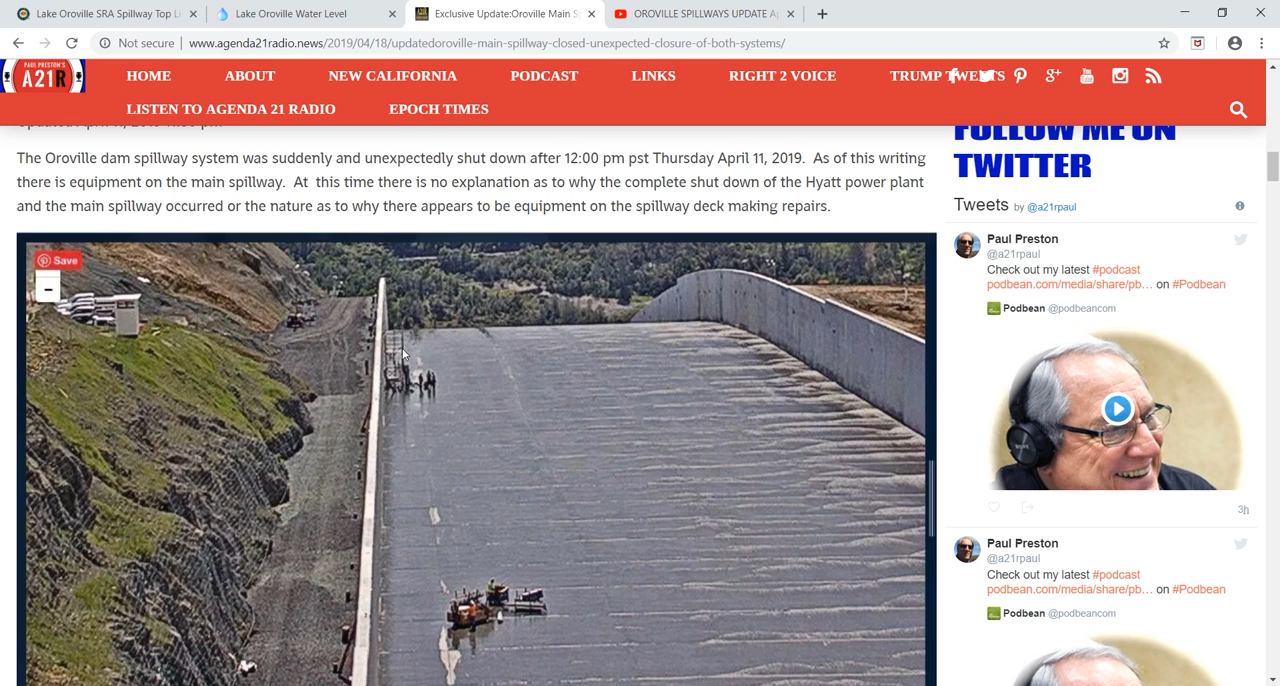 Lake Oroville SRA Spillway Top Li
Lake Oroville Water Level
Exclusive Update:Oroville Main S
OROVILLE SPILLWAYS UPDATE A
Not secure | www.agenda21radio.news/2019/04/18/updatedoroville-main-spillway-closed-unexpected-closure-of-both-systems/
PAUL PRESTON'S
A21R
HOME
ABOUT
NEW CALIFORNIA
PODCAST
LINKS
RIGHT 2 VOICE
TRUMP TWEETS
LISTEN TO AGENDA 21 RADIO
EPOCH TIMES
The Oroville dam spillway system was suddenly and unexpectedly shut down after 12:00 pm pst Thursday April 11, 2019. As of this writing
there is equipment on the main spillway. At this time there is no explanation as to why the complete shut down of the Hyatt power plant
and the main spillway occurred or the nature as to why there appears to be equipment on the spillway deck making repairs.
Save
FOLLOW ME ON
TWITTER
Tweets by @a21rpaul
Paul Preston
@a21rpaul
Check out my latest #podcast
podbean.com/media/share/pb... on #Podbean
Podbean @podbeancom
3h
Paul Preston
@a21rpaul
Check out my latest #podcast
podbean.com/media/share/pb... on #Podbean
Podbean @podbeancom